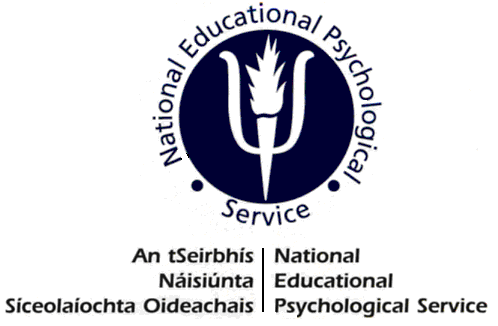 National Educational Psychological
Service
An tSeirbhís
Náisiúnta
Síceolaíochta Oideachais
National
Educational
Psychological Service